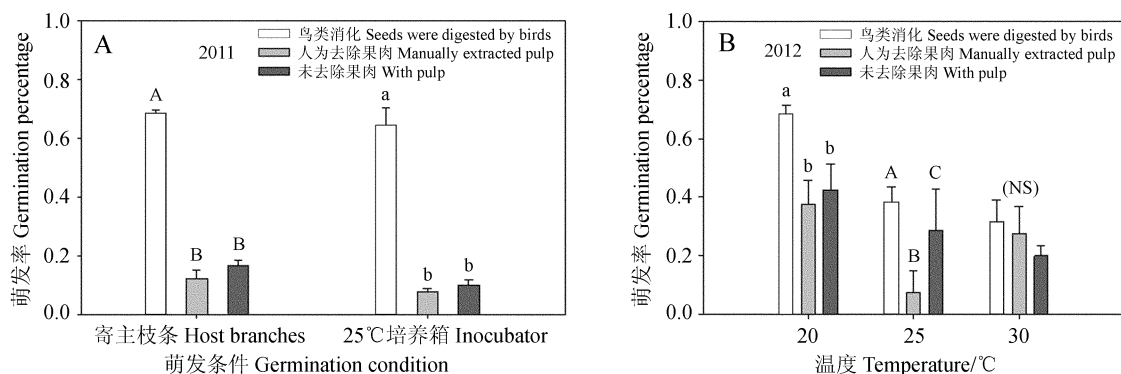 A
2011
鸟类消化 Seeds were digested by birds
人为去除果肉 Manually extracted pulp
未去除果肉 With pulp
萌发率 Germination percentage
1.0
0.8
0.6
0.4
0.2
0.0
A
B
B
a
b
b
寄主枝条 Host branches
25℃培养箱 Inocubator
萌发条件 Germination condition
B
2012
鸟类消化 Seeds were digested by birds
人为去除果肉 Manually extracted pulp
未去除果肉 With pulp
萌发率 Germination percentage
1.0
0.8
0.6
0.4
0.2
0.0
a
b
b
A
B
C
(NS)
20
25
30
温度 Temperature/℃